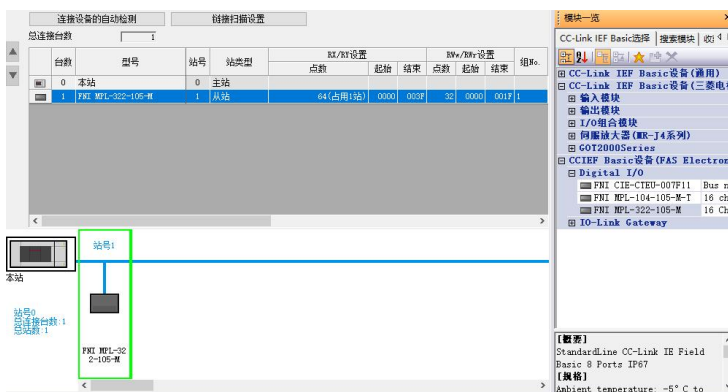 连接设备的自动检测 链接扫描设置
总连接台数 1
台数 型号 站号 站类型 RX/RY设置 RWw/RWr设置 组No.
点数 起始 结束 点数 起始 结束
0 本站 0 主站
1 FNI MPL-322-105-M 1 从站 64(占用1站) 0000 003F 32 0000 001F 1
站号1
本站
站号0
总连接台数:1
总站数:1
FNI MPL-32
2-105-M
模块一览
CC-Link IEF Basic选择 搜索模块
CC-Link IEF Basic设备(通用)
CC-Link IEF Basic设备(三菱电
输入模块
输出模块
I/O组合模块
伺服放大器(MR-J4系列)
GOT2000Series
CCIEF Basic设备(FAS Electron
Digital I/O
FNI CIE-CTEU-007F11 Bus
FNI MPL-104-105-M-T 16 ch
FNI MPL-322-105-M 16 Ch
IO-Link Gateway
[概要]
StandardLine CC-Link IE Field
Basic 8 Ports IP67
[规格]
Ambient temperature: -5°C to